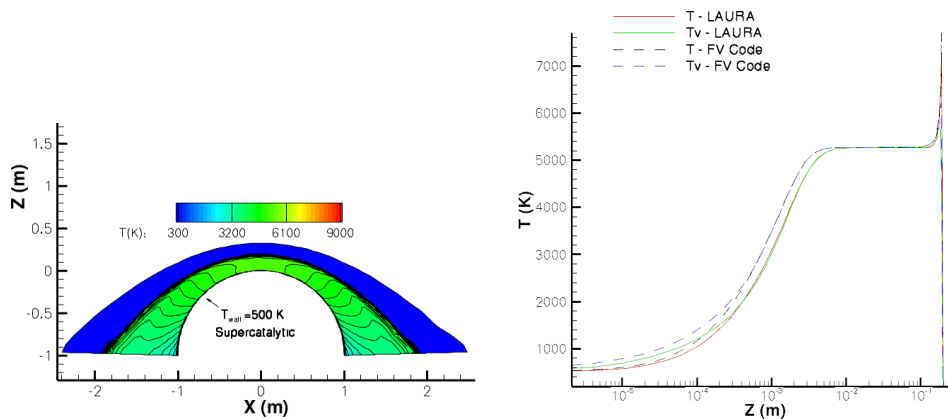 Z (m)
1.5
1
0.5
0
-0.5
-1
T(K):
300
3200
6100
9000
T wall =500 K
Supercatalytic
-2
-1
0
1
2
X (m)
T - LAURA
Tv - LAURA
T - FV Code
Tv - FV Code
T (K)
7000
6000
5000
4000
3000
2000
1000
10-5
10-4
10-3
10-2
10-1
Z (m)